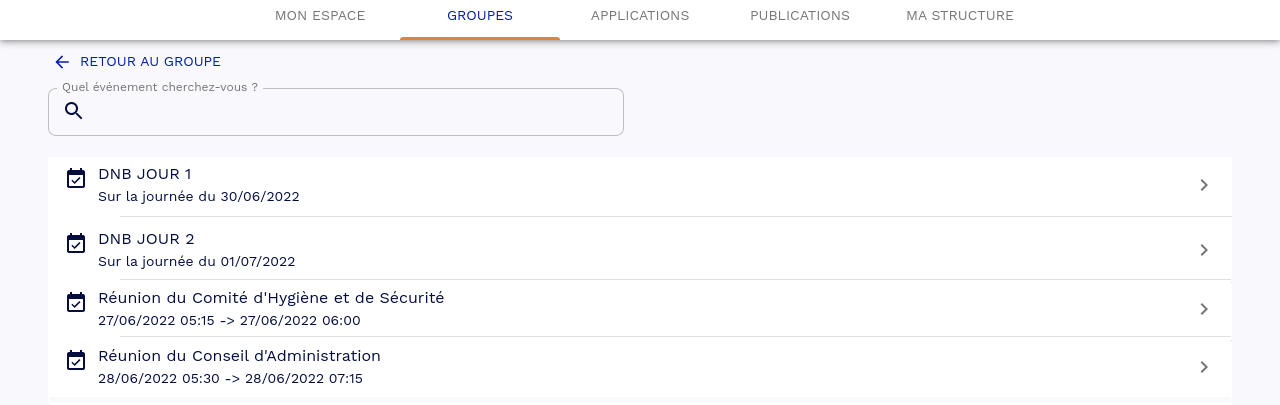 MON ESPACE GROUPES APPLICATIONS PUBLICATIONS MA STRUCTURE
RETOUR AU GROUPE
Quel événement cherchez-vous ?
DNB JOUR 1
Sur la journée du 30/06/2022
DNB JOUR 2
Sur la journée du 01/07/2022
Réunion du Comité d'Hygiène et de Sécurité
27/06/2022 05:15 -> 27/06/2022 06:00
Réunion du Conseil d'Administration
28/06/2022 05:30 -> 28/06/2022 07:15